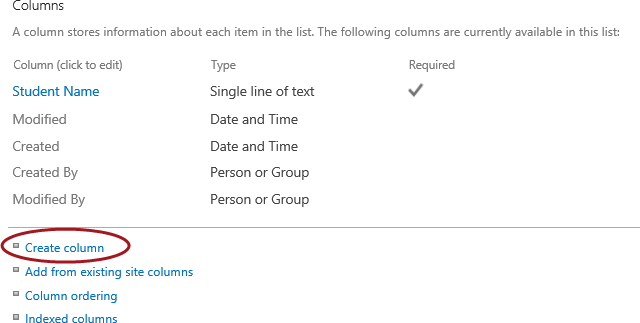 Columns
A column stores information about each item in the list. The following columns are currently available in this list:
Column (click to edit) Type Required
Student Name Single line of text
Modified Date and Time
Created Date and Time
Created By Person or Group
Modified By Person or Group
Create column
Add from existing site columns
Column ordering
Indexed columns